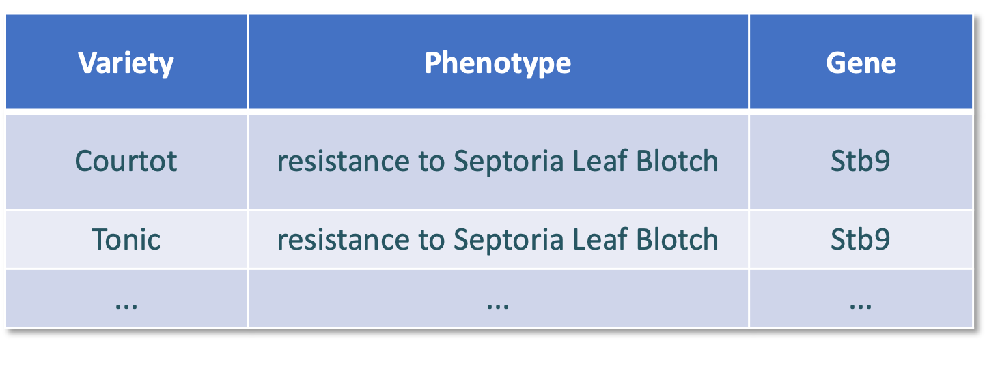 Variety Phenotype Gene
Courtot resistance to Septoria Leaf Blotch Stb9
Tonic resistance to Septoria Leaf Blotch Stb9
... ... ...